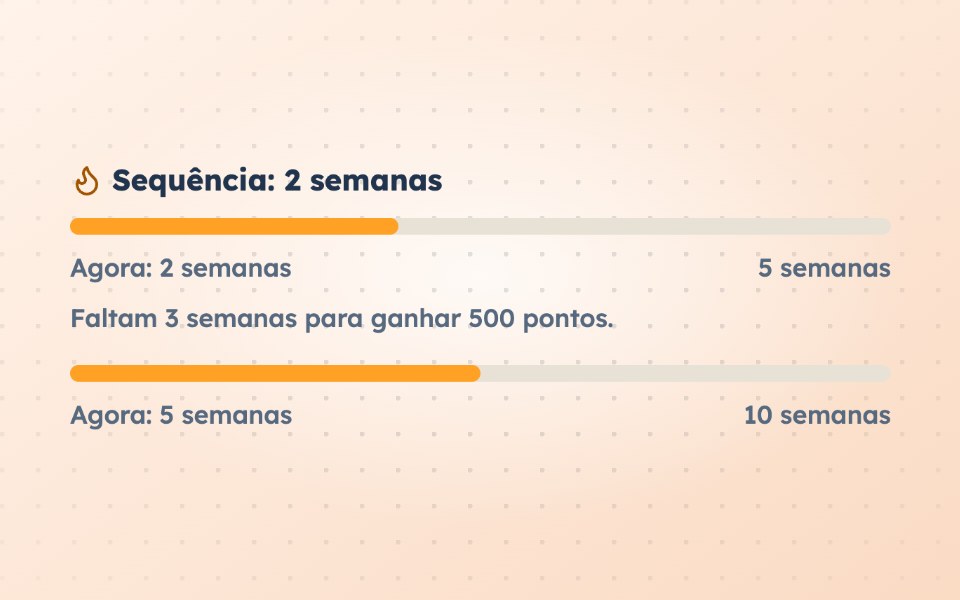 Sequência: 2 semanas
Agora: 2 semanas 5 semanas
Faltam 3 semanas para ganhar 500 pontos.
Agora: 5 semanas 10 semanas